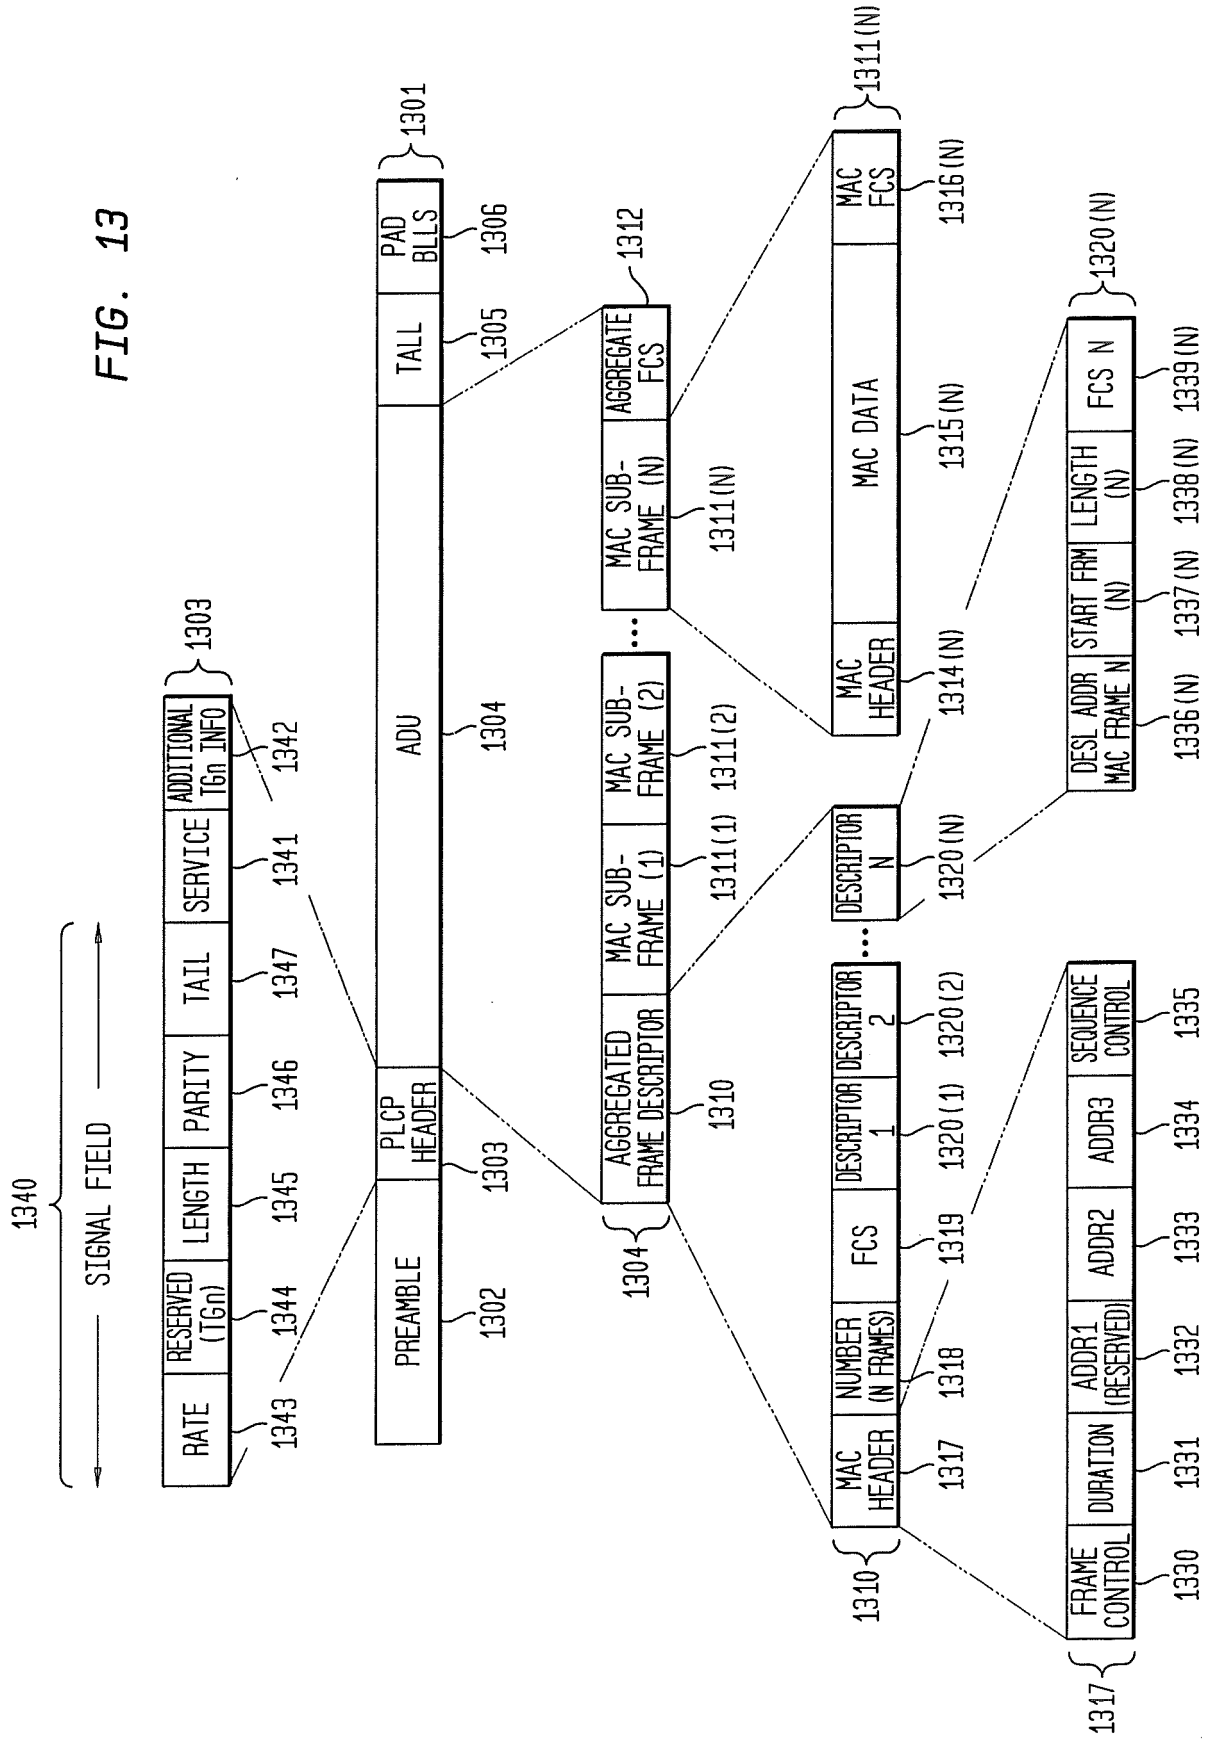 FIG. 13
1340
SIGNAL FIELD
RATE
RESERVED
(TGn)
LENGTH
PARITY
TAIL
SERVICE
ADDITIONAL
TGn INFO
1303
1343
1344
1345
1346
1347
1341
1342
PREAMBLE
PLCP
HEADER
ADU
TALL
PAD
BLLS
1301
1302
1303
1304
1305
1306
1304
AGGREGATED
FRAME DESCRIPTOR
MAC SUB-
FRAME (1)
MAC SUB-
FRAME (2)
•••
MAC SUB-
FRAME (N)
AGGREGATE
FCS
1312
1310
1311(1)
1311(2)
1311(N)
1310
MAC
HEADER
NUMBER
(N FRAMES)
FCS
DESCRIPTOR
1
DESCRIPTOR
2
•••
DESCRIPTOR
N
1317
1318
1319
1320(1)
1320(2)
1320(N)
MAC
HEADER
MAC DATA
MAC
FCS
1311(N)
1314(N)
1315(N)
1316(N)
1317
FRAME
CONTROL
DURATION
ADDR1
(RESERVED)
ADDR2
ADDR3
SEQUENCE
CONTROL
1330
1331
1332
1333
1334
1335
DESL ADDR
MAC FRAME N
START FRM
(N)
LENGTH
(N)
FCS N
1320(N)
1336(N)
1337(N)
1338(N)
1339(N)